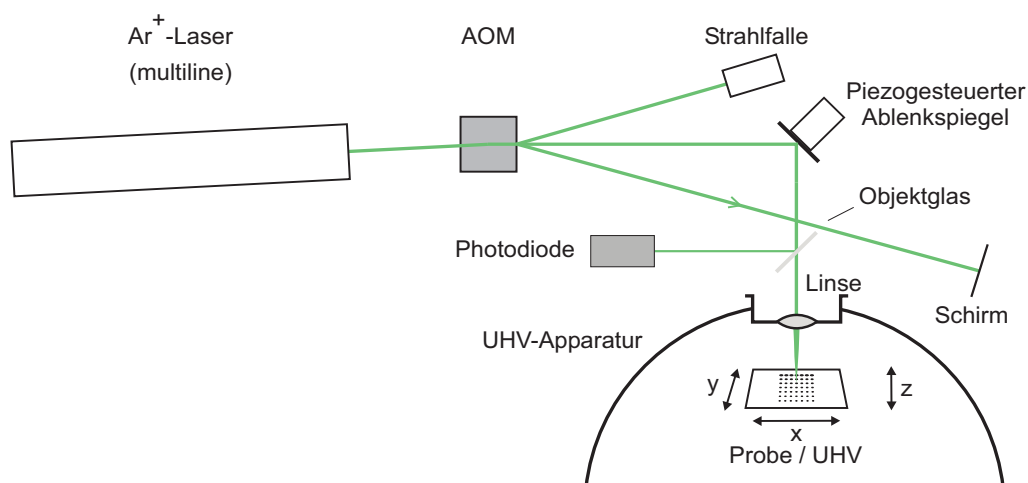 Ar⁺-Laser
(multiline)
AOM
Strahlfalle
Piezogesteuerter
Ablenkspiegel
Objektglas
Photodiode
Linse
Schirm
UHV-Apparatur
y
z
x
Probe / UHV